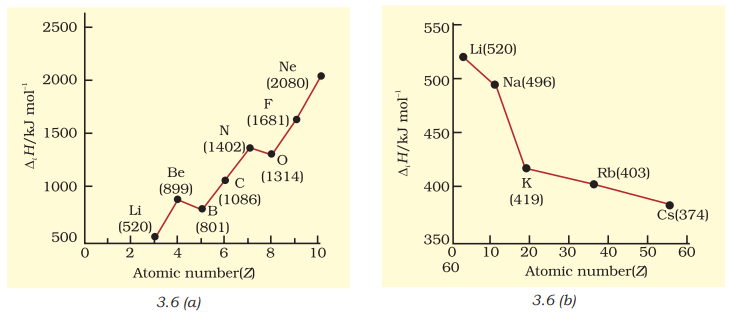 2500
Ne
(2080)
2000
F
(1681)
N
(1402)
1500
O
(1314)
Be
(899)
C
(1086)
1000
Li
(520)
B
(801)
500
0 2 4 6 8 10
ΔᵢH/kJ mol⁻¹
Atomic number(Z)
3.6 (a)
550
Li(520)
500
Na(496)
450
K
(419)
Rb(403)
400
Cs(374)
350
0 10 20 30 40 50 60
60
ΔᵢH/kJ mol⁻¹
Atomic number(Z)
3.6 (b)